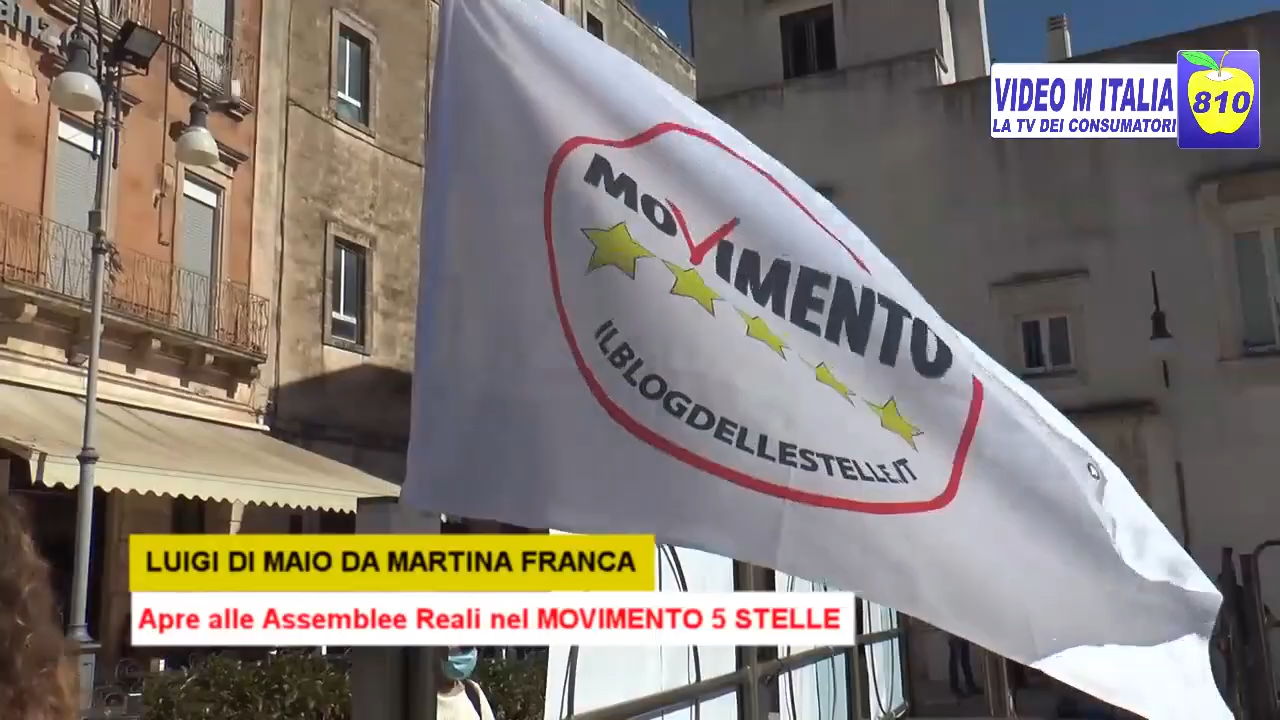 VIDEO M ITALIA
LA TV DEI CONSUMATORI
810
MOVIMENTO
ILBLOGDELLESTELLE.IT
LUIGI DI MAIO DA MARTINA FRANCA
Apre alle Assemblee Reali nel MOVIMENTO 5 STELLE